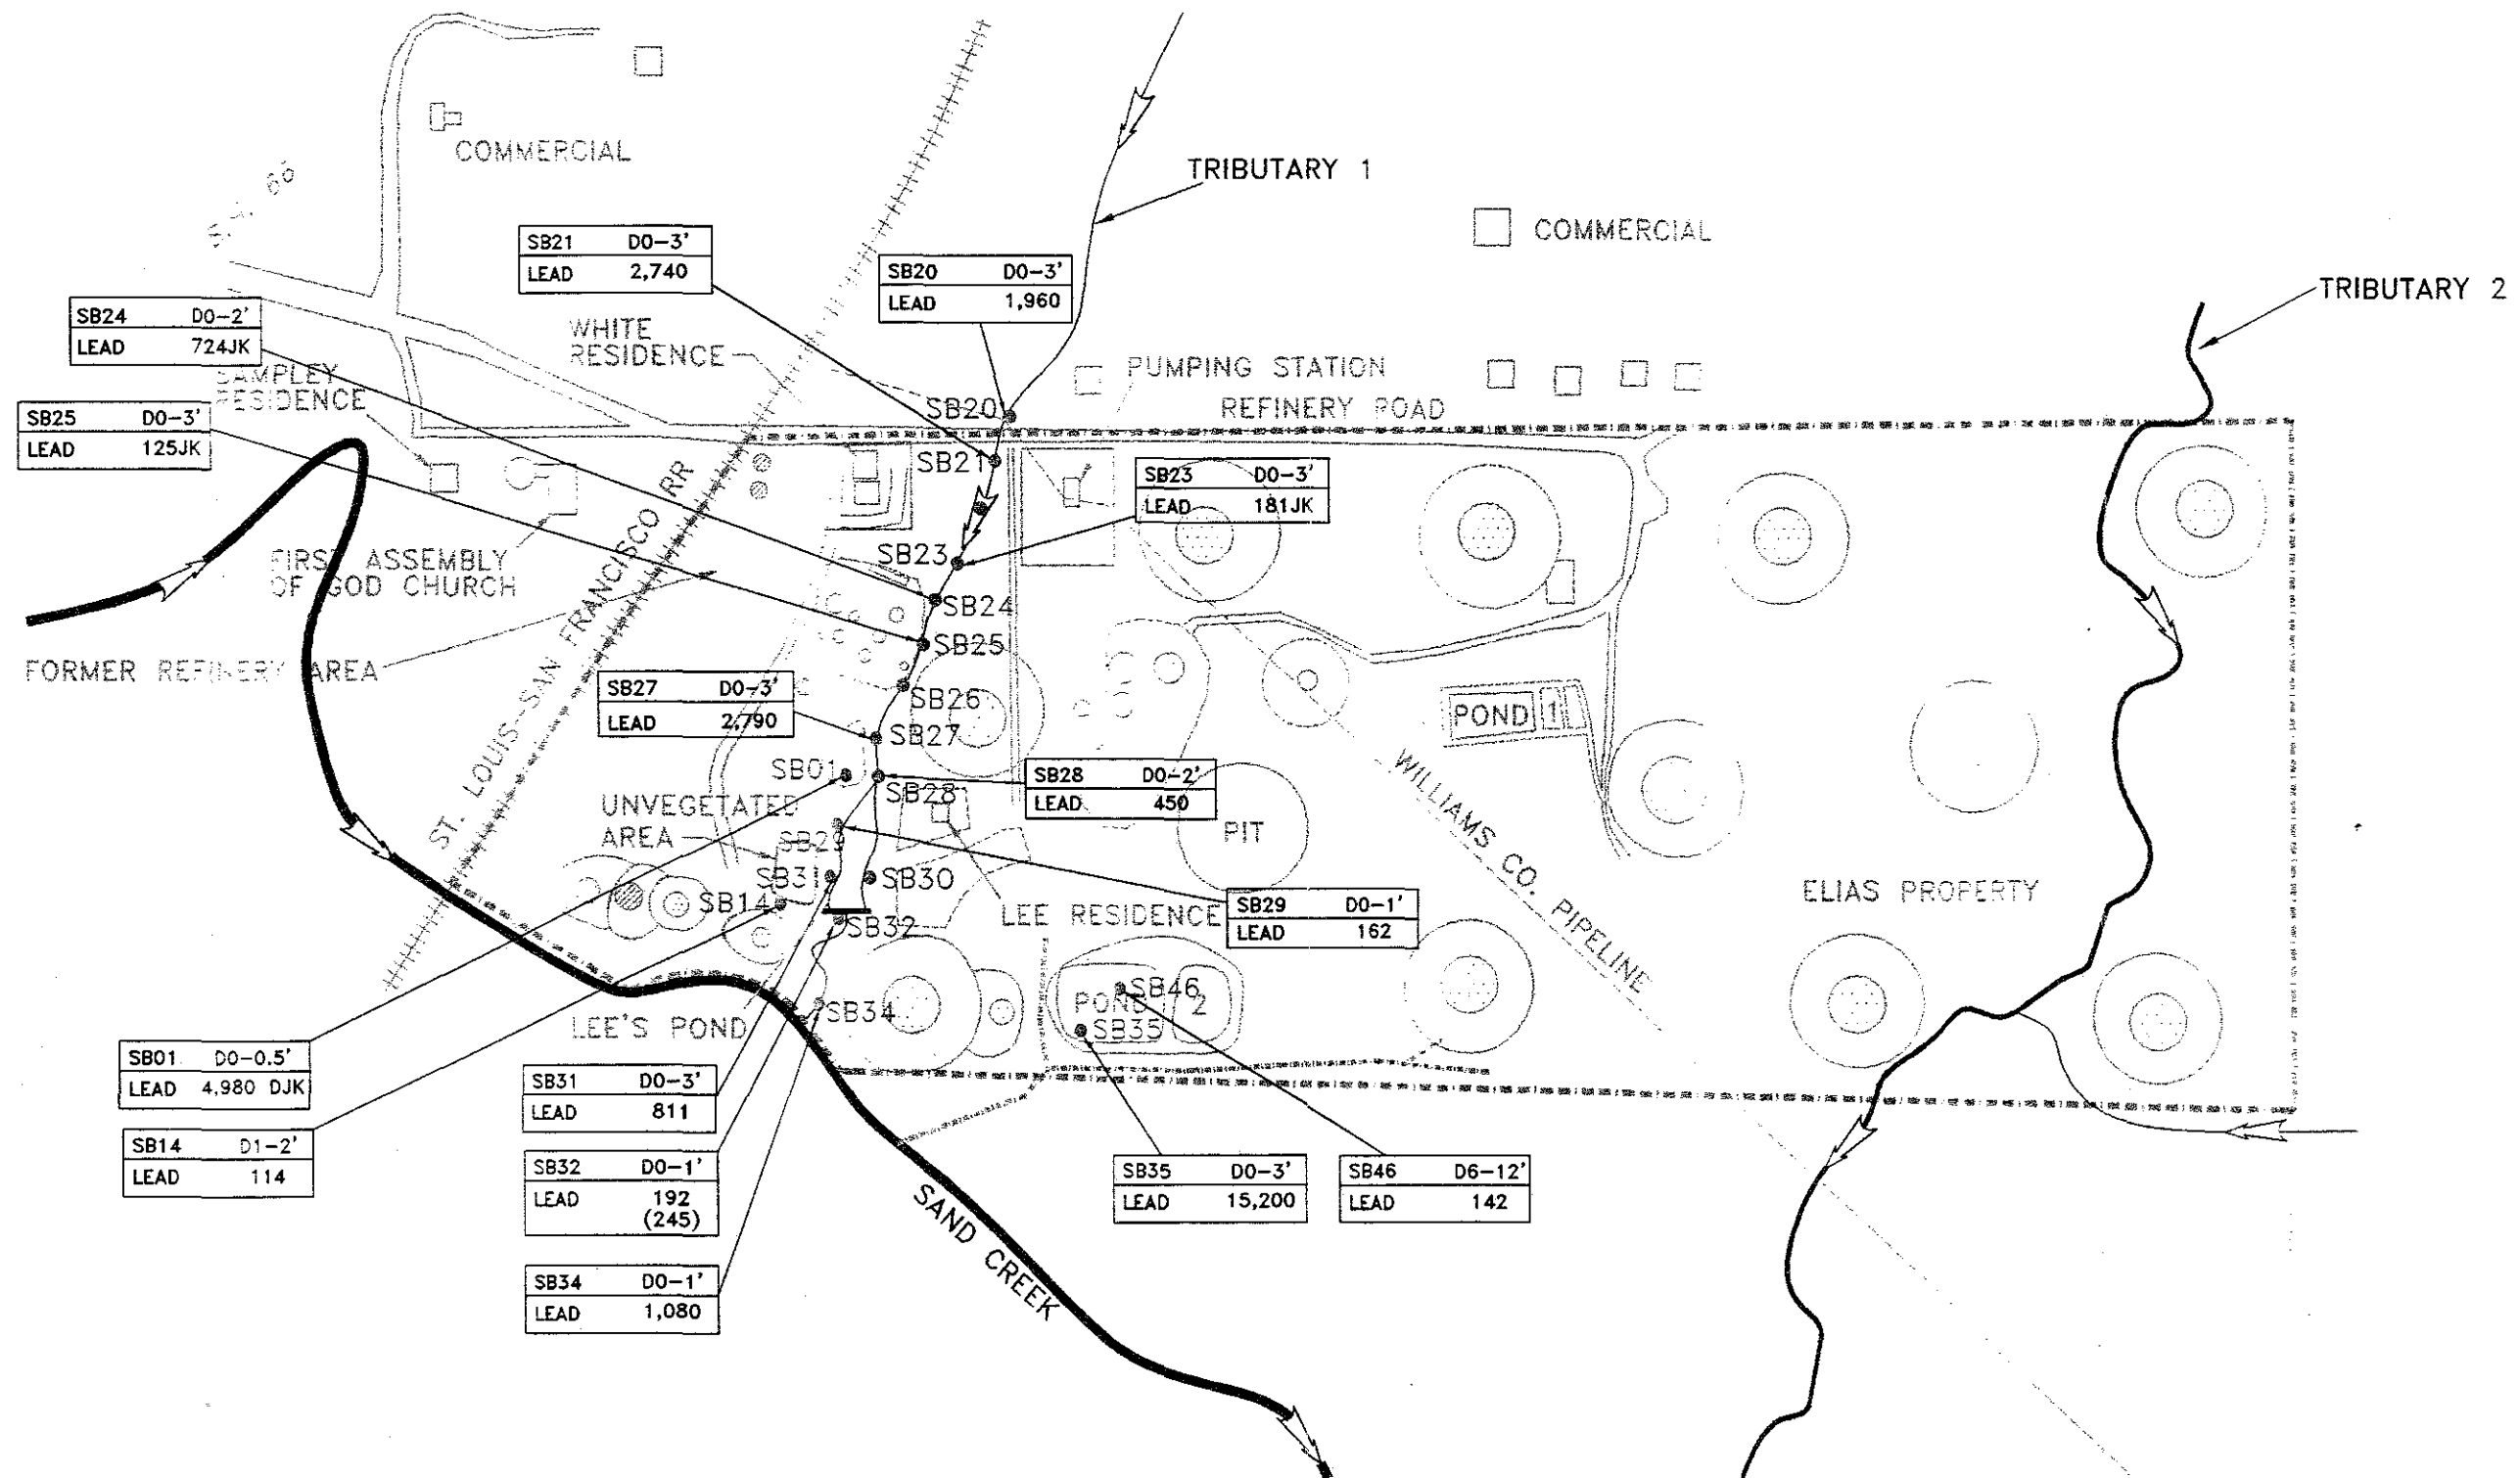 COMMERCIAL
66
TRIBUTARY 1
COMMERCIAL
TRIBUTARY 2
SB21 D0-3'
LEAD 2,740
SB20 D0-3'
LEAD 1,960
SB24 D0-2'
LEAD 724JK
WHITE
RESIDENCE
PUMPING STATION
SAMPLEY
RESIDENCE
SB25 D0-3'
LEAD 125JK
SB20
REFINERY ROAD
SB21
SB23 D0-3'
LEAD 181JK
SB23
FIRST ASSEMBLY
OF GOD CHURCH
ST. LOUIS-SAN FRANCISCO RR
SB24
SB25
FORMER REFINERY AREA
SB27 D0-3'
LEAD 2,790
SB26
SB27
POND 1
SB01
SB28
SB28 D0-2'
LEAD 450
WILLIAMS CO. PIPELINE
UNVEGETATED
AREA
SB29
PIT
SB31
SB30
ELIAS PROPERTY
SB14
SB32
LEE RESIDENCE
SB29 D0-1'
LEAD 162
SB46
POND 2
SB34
LEE'S POND
SB35
SB01 D0-0.5'
LEAD 4,980 DJK
SB31 D0-3'
LEAD 811
SB14 D1-2'
LEAD 114
SB32 D0-1'
LEAD 192
(245)
SB35 D0-3'
LEAD 15,200
SB46 D6-12'
LEAD 142
SAND CREEK
SB34 D0-1'
LEAD 1,080